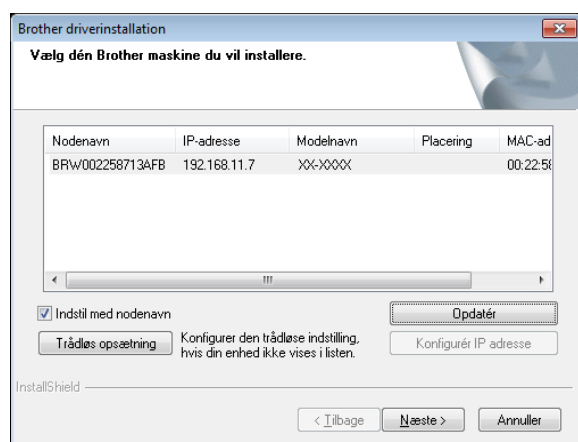 Brother driverinstallation
Vælg dén Brother maskine du vil installere.
Nodenavn IP-adresse Modelnavn Placering MAC-ad
BRW002258713AFB 192.168.11.7 XX-XXXX 00:22:58
Indstil med nodenavn
Opdatér
Trådløs opsætning
Konfigurer den trådløse indstilling,
hvis din enhed ikke vises i listen.
Konfigurér IP adresse
InstallShield
< Tilbage Næste > Annuller